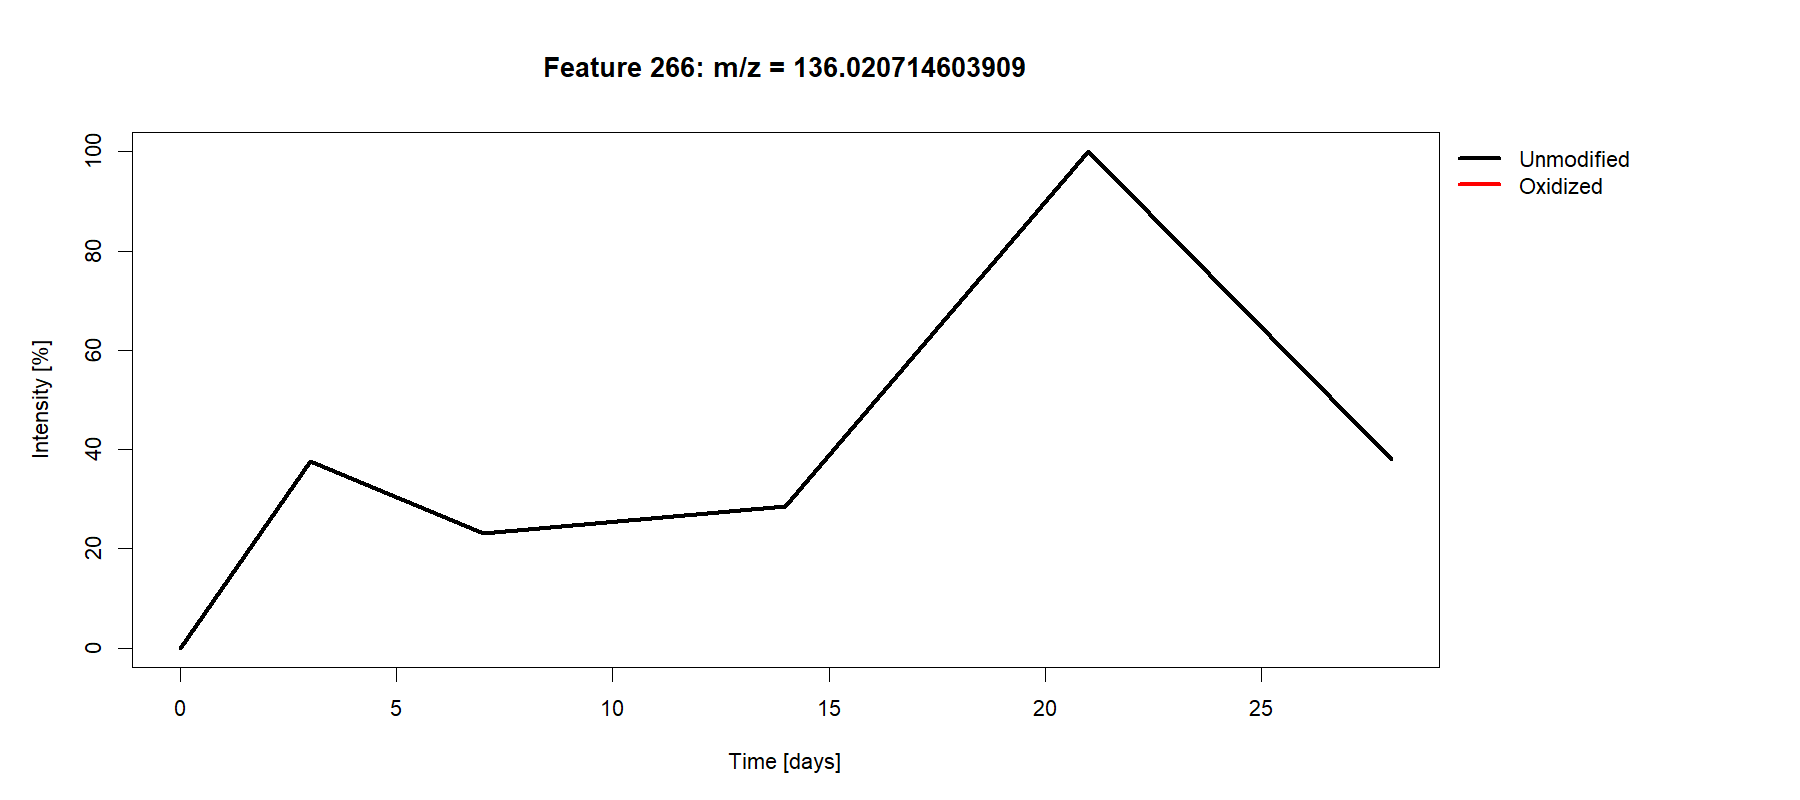 Feature 266: m/z = 136.020714603909
Unmodified
Oxidized
Intensity [%]
100
80
60
40
20
0
0 5 10 15 20 25
Time [days]